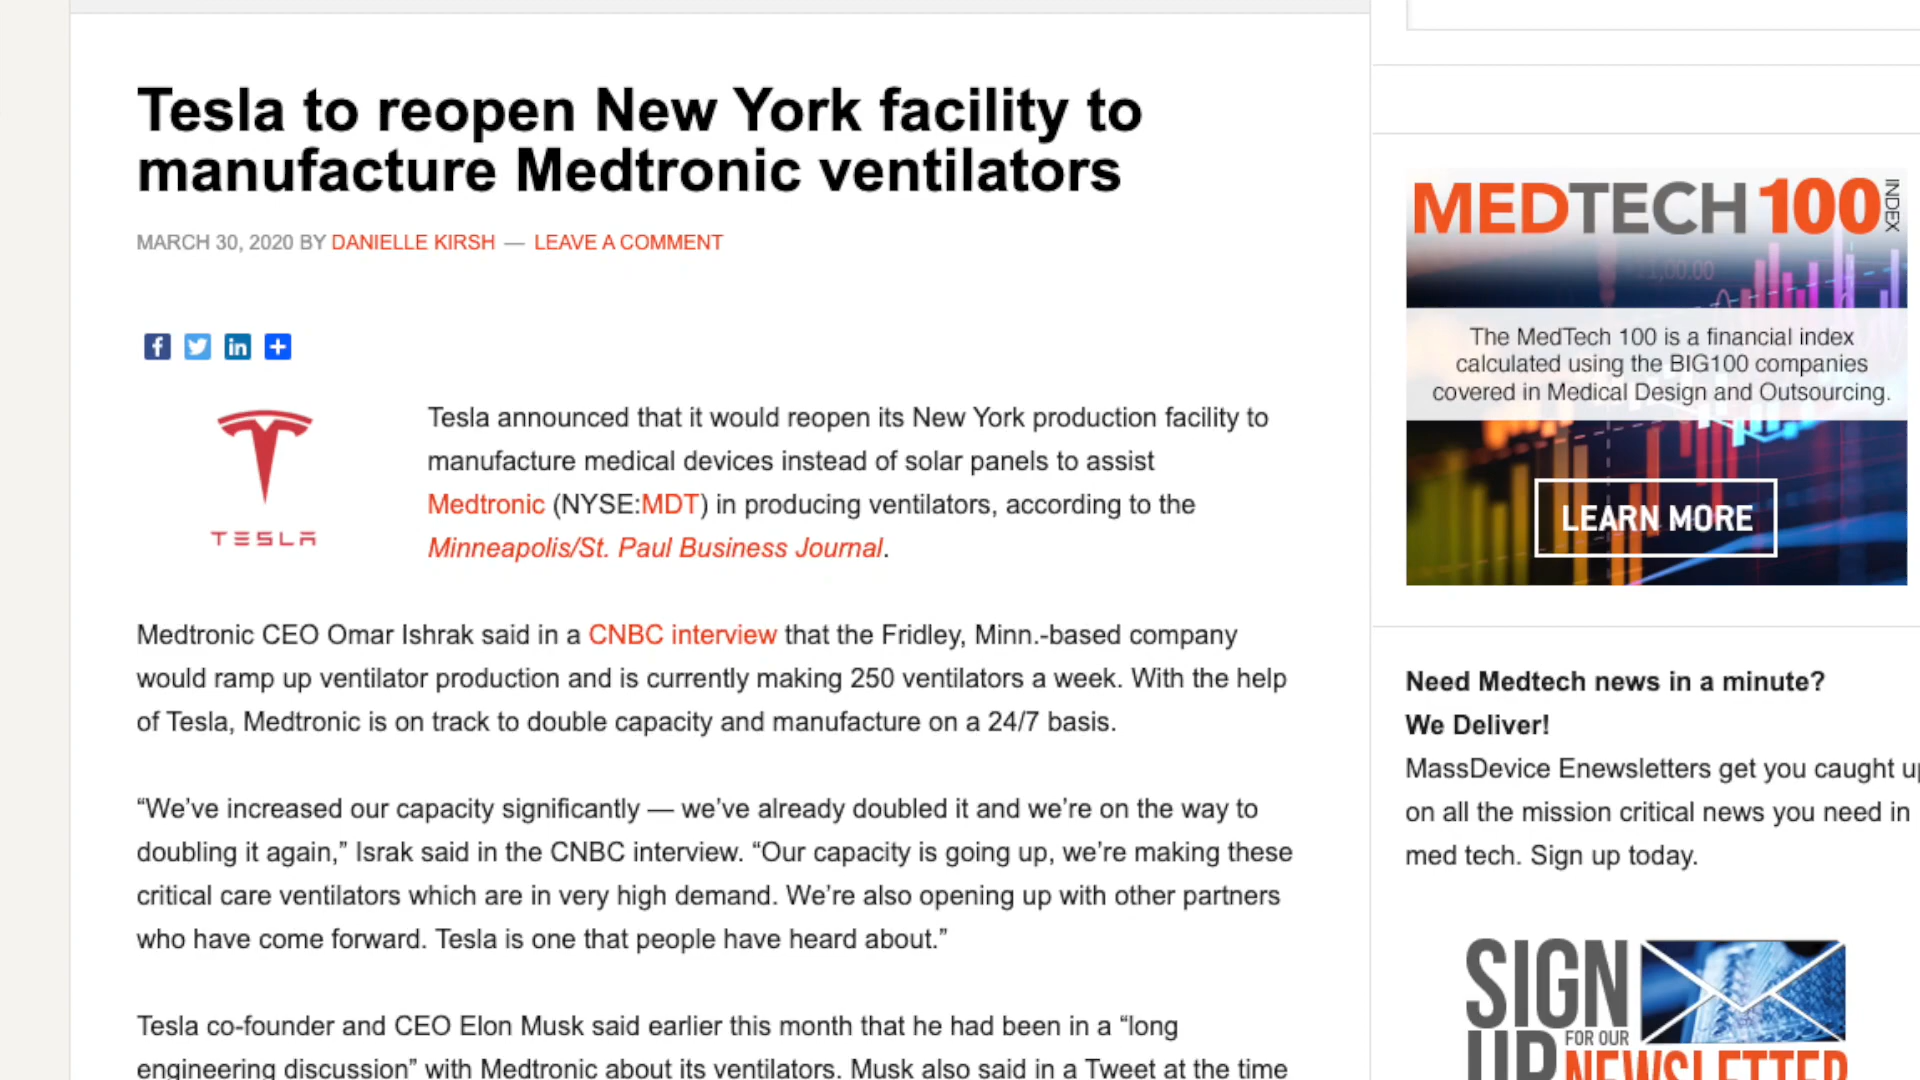 Tesla to reopen New York facility to
manufacture Medtronic ventilators
MARCH 30, 2020 BY DANIELLE KIRSH — LEAVE A COMMENT
TESLA
Tesla announced that it would reopen its New York production facility to
manufacture medical devices instead of solar panels to assist
Medtronic (NYSE:MDT) in producing ventilators, according to the
Minneapolis/St. Paul Business Journal.
Medtronic CEO Omar Ishrak said in a CNBC interview that the Fridley, Minn.-based company
would ramp up ventilator production and is currently making 250 ventilators a week. With the help
of Tesla, Medtronic is on track to double capacity and manufacture on a 24/7 basis.
“We’ve increased our capacity significantly — we’ve already doubled it and we’re on the way to
doubling it again,” Israk said in the CNBC interview. “Our capacity is going up, we’re making these
critical care ventilators which are in very high demand. We’re also opening up with other partners
who have come forward. Tesla is one that people have heard about.”
Tesla co-founder and CEO Elon Musk said earlier this month that he had been in a “long
engineering discussion” with Medtronic about its ventilators. Musk also said in a Tweet at the time
MEDTECH 100 INDEX
The MedTech 100 is a financial index
calculated using the BIG100 companies
covered in Medical Design and Outsourcing.
LEARN MORE
Need Medtech news in a minute?
We Deliver!
MassDevice Enewsletters get you caught up
on all the mission critical news you need in
med tech. Sign up today.
SIGN
UP FOR OUR
NEWSLETTER